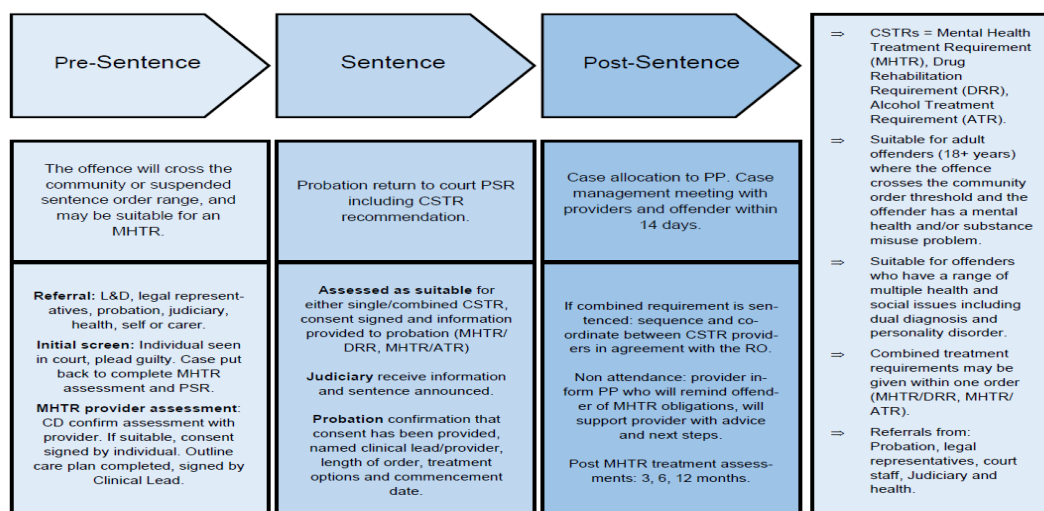 Pre-Sentence
Sentence
Post-Sentence
The offence will cross the
community or suspended
sentence order range, and
may be suitable for an
MHTR.
Probation return to court PSR
including CSTR
recommendation.
Case allocation to PP. Case
management meeting with
providers and offender within
14 days.
Referral: L&D, legal represent-
atives, probation, judiciary,
health, self or carer.
Initial screen: Individual seen
in court, plead guilty. Case put
back to complete MHTR
assessment and PSR.
MHTR provider assessment:
CD confirm assessment with
provider. If suitable, consent
signed by individual. Outline
care plan completed, signed by
Clinical Lead.
Assessed as suitable for
either single/combined CSTR,
consent signed and information
provided to probation (MHTR/
DRR, MHTR/ATR)
Judiciary receive information
and sentence announced.
Probation confirmation that
consent has been provided,
named clinical lead/provider,
length of order, treatment
options and commencement
date.
If combined requirement is sen-
tenced: sequence and co-
ordinate between CSTR provid-
ers in agreement with the RO.
Non attendance: provider in-
form PP who will remind offend-
er of MHTR obligations, will
support provider with advice
and next steps.
Post MHTR treatment assess-
ments: 3, 6, 12 months.
⇒ CSTRs = Mental Health
Treatment Requirement
(MHTR), Drug
Rehabilitation
Requirement (DRR),
Alcohol Treatment
Requirement (ATR).
⇒ Suitable for adult
offenders (18+ years)
where the offence
crosses the community
order threshold and the
offender has a mental
health and/or substance
misuse problem.
⇒ Suitable for offenders
who have a range of
multiple health and
social issues including
dual diagnosis and
personality disorder.
⇒ Combined treatment
requirements may be
given within one order
(MHTR/DRR, MHTR/
ATR).
⇒ Referrals from:
Probation, legal
representatives, court
staff, Judiciary and
health.